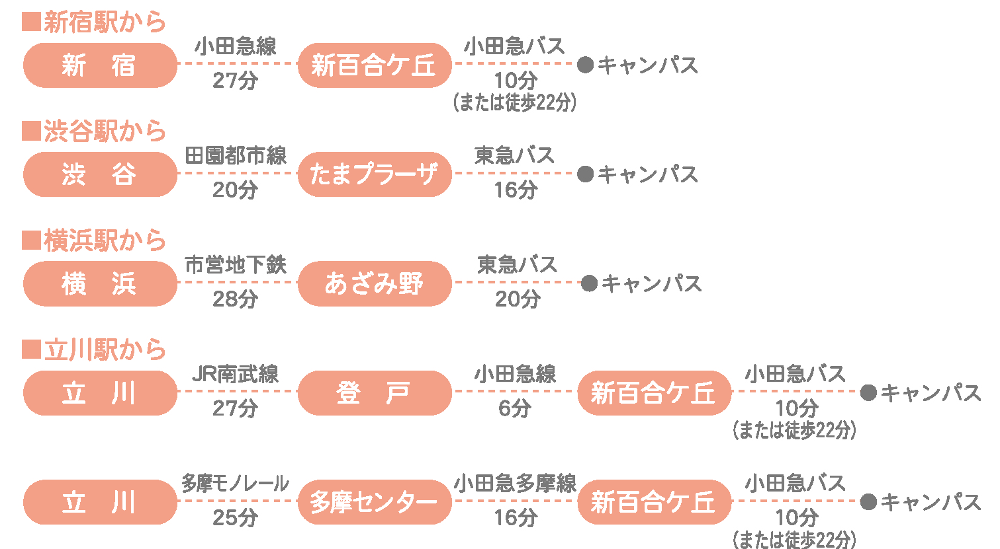 ■新宿駅から
小田急線 小田急バス
新 宿 新百合ケ丘 ●キャンパス
27分 10分
(または徒歩22分)
■渋谷駅から
田園都市線 東急バス
渋 谷 たまプラーザ ●キャンパス
20分 16分
■横浜駅から
市営地下鉄 東急バス
横 浜 あざみ野 ●キャンパス
28分 20分
■立川駅から
JR南武線 小田急線 小田急バス
立 川 登 戸 新百合ケ丘 ●キャンパス
27分 6分 10分
(または徒歩22分)
多摩モノレール 小田急多摩線 小田急バス
立 川 多摩センター 新百合ケ丘 ●キャンパス
25分 16分 10分
(または徒歩22分)